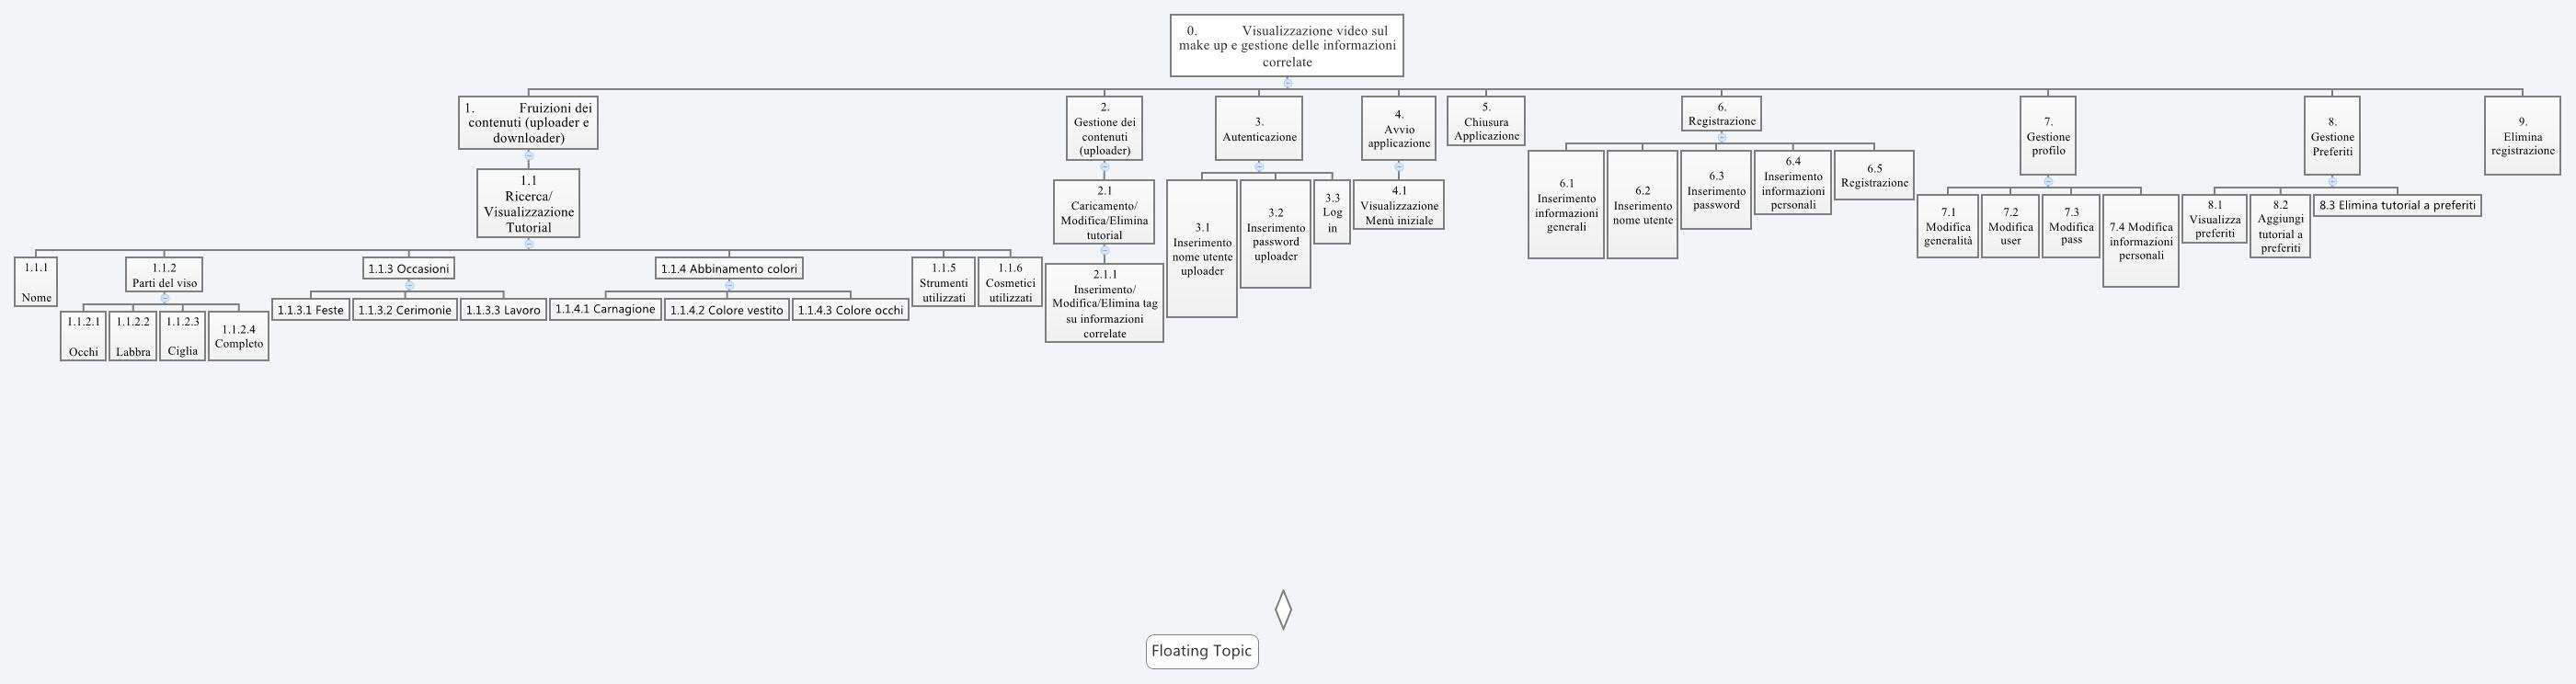 0. Visualizzazione video sul
make up e gestione delle informazioni
correlate
1. Fruizioni dei
contenuti (uploader e
downloader)
2.
Gestione dei
contenuti
(uploader)
3.
Autenticazione
4.
Avvio
applicazione
5.
Chiusura
Applicazione
6.
Registrazione
7.
Gestione
profilo
8.
Gestione
Preferiti
9.
Elimina
registrazione
1.1
Ricerca/
Visualizzazione
Tutorial
2.1
Caricamento/
Modifica/Elimina
tutorial
3.1
Inserimento
nome utente
uploader
3.2
Inserimento
password
uploader
3.3
Log
in
4.1
Visualizzazione
Menù iniziale
6.1
Inserimento
informazioni
generali
6.2
Inserimento
nome utente
6.3
Inserimento
password
6.4
Inserimento
informazioni
personali
6.5
Registrazione
7.1
Modifica
generalità
7.2
Modifica
user
7.3
Modifica
pass
7.4 Modifica
informazioni
personali
8.1
Visualizza
preferiti
8.2
Aggiungi
tutorial a
preferiti
8.3 Elimina tutorial a preferiti
1.1.1
Nome
1.1.2
Parti del viso
1.1.3 Occasioni
1.1.4 Abbinamento colori
1.1.5
Strumenti
utilizzati
1.1.6
Cosmetici
utilizzati
2.1.1
Inserimento/
Modifica/Elimina tag
su informazioni
correlate
1.1.2.1
Occhi
1.1.2.2
Labbra
1.1.2.3
Ciglia
1.1.2.4
Completo
1.1.3.1 Feste
1.1.3.2 Cerimonie
1.1.3.3 Lavoro
1.1.4.1 Carnagione
1.1.4.2 Colore vestito
1.1.4.3 Colore occhi
Floating Topic